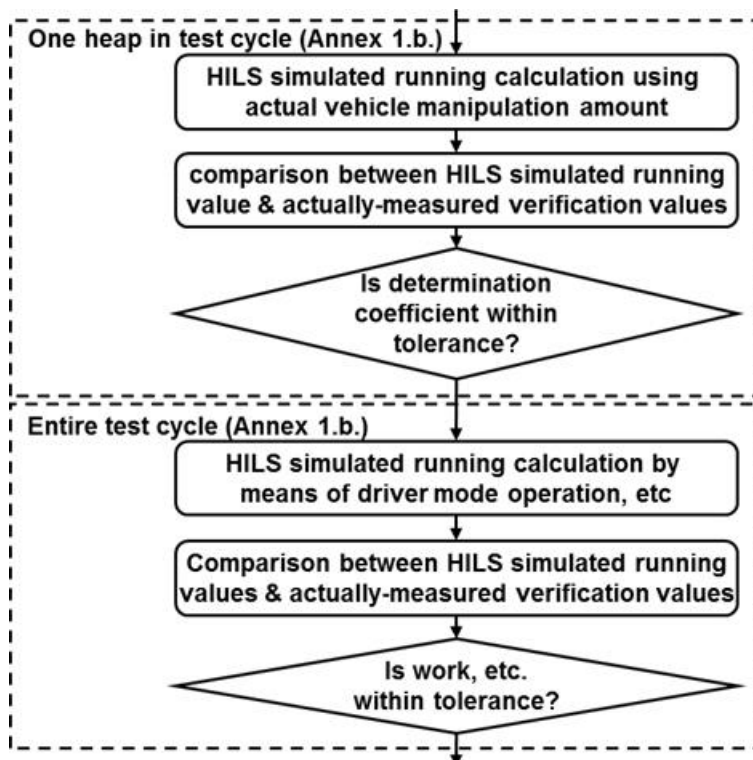 One heap in test cycle (Annex 1.b.)
HILS simulated running calculation using
actual vehicle manipulation amount
comparison between HILS simulated running
value & actually-measured verification values
Is determination
coefficient within
tolerance?
Entire test cycle (Annex 1.b.)
HILS simulated running calculation by
means of driver mode operation, etc
Comparison between HILS simulated running
values & actually-measured verification values
Is work, etc.
within tolerance?